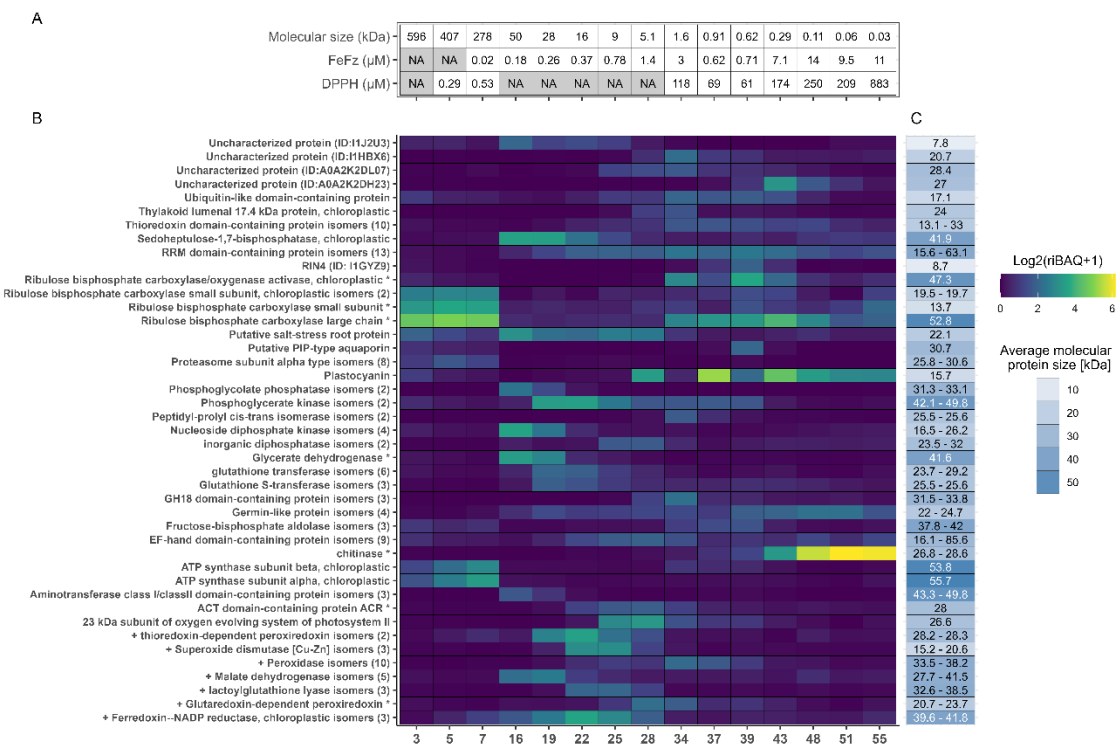 A
Molecular size (kDa) 596 407 278 50 28 16 9 5.1 1.6 0.91 0.62 0.29 0.11 0.06 0.03
FeFz (µM) NA NA 0.02 0.18 0.26 0.37 0.78 1.4 3 0.62 0.71 7.1 14 9.5 11
DPPH (µM) NA 0.29 0.53 NA NA NA NA NA 118 69 61 174 250 209 883
B C
Uncharacterized protein (ID:I1J2U3) 7.8
Uncharacterized protein (ID:I1HBX6) 20.7
Uncharacterized protein (ID:A0A2K2DL07) 28.4
Uncharacterized protein (ID:A0A2K2DH23) 27
Ubiquitin-like domain-containing protein 17.1
Thylakoid lumenal 17.4 kDa protein, chloroplastic 24
Thioredoxin domain-containing protein isomers (10) 13.1 - 33
Sedoheptulose-1,7-bisphosphatase, chloroplastic 41.9
RRM domain-containing protein isomers (13) 15.6 - 63.1
RIN4 (ID: I1GYZ9) 8.7
Ribulose bisphosphate carboxylase/oxygenase activase, chloroplastic * 47.3
Ribulose bisphosphate carboxylase small subunit, chloroplastic isomers (2) 19.5 - 19.7
Ribulose bisphosphate carboxylase small subunit * 13.7
Ribulose bisphosphate carboxylase large chain * 52.8
Putative salt-stress root protein 22.1
Putative PIP-type aquaporin 30.7
Proteasome subunit alpha type isomers (8) 25.8 - 30.6
Plastocyanin 15.7
Phosphoglycolate phosphatase isomers (2) 31.3 - 33.1
Phosphoglycerate kinase isomers (2) 42.1 - 49.8
Peptidyl-prolyl cis-trans isomerase isomers (2) 25.5 - 25.6
Nucleoside diphosphate kinase isomers (4) 16.5 - 26.2
inorganic diphosphatase isomers (2) 23.5 - 32
Glycerate dehydrogenase * 41.6
glutathione transferase isomers (6) 23.7 - 29.2
Glutathione S-transferase isomers (3) 25.5 - 25.6
GH18 domain-containing protein isomers (3) 31.5 - 33.8
Germin-like protein isomers (4) 22 - 24.7
Fructose-bisphosphate aldolase isomers (3) 37.8 - 42
EF-hand domain-containing protein isomers (9) 16.1 - 85.6
chitinase * 26.8 - 28.6
ATP synthase subunit beta, chloroplastic 53.8
ATP synthase subunit alpha, chloroplastic 55.7
Aminotransferase class I/classII domain-containing protein isomers (3) 43.3 - 49.8
ACT domain-containing protein ACR * 28
23 kDa subunit of oxygen evolving system of photosystem II 26.6
+ thioredoxin-dependent peroxiredoxin isomers (2) 28.2 - 28.3
+ Superoxide dismutase [Cu-Zn] isomers (3) 15.2 - 20.6
+ Peroxidase isomers (10) 33.5 - 38.2
+ Malate dehydrogenase isomers (5) 27.7 - 41.5
+ lactoylglutathione lyase isomers (3) 32.6 - 38.5
+ Glutaredoxin-dependent peroxiredoxin * 20.7 - 23.7
+ Ferredoxin--NADP reductase, chloroplastic isomers (3) 39.6 - 41.8
3 5 7 16 19 22 25 28 34 37 39 43 48 51 55
Log2(riBAQ+1)
0 2 4 6
Average molecular
protein size [kDa]
10
20
30
40
50